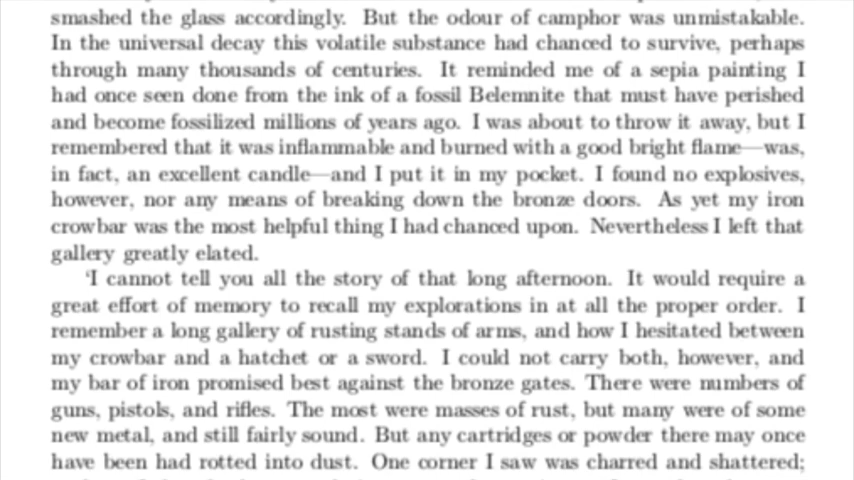 smashed the glass accordingly. But the odour of camphor was unmistakable.
In the universal decay this volatile substance had chanced to survive, perhaps
through many thousands of centuries. It reminded me of a sepia painting I
had once seen done from the ink of a fossil Belemnite that must have perished
and become fossilized millions of years ago. I was about to throw it away, but I
remembered that it was inflammable and burned with a good bright flame—was,
in fact, an excellent candle—and I put it in my pocket. I found no explosives,
however, nor any means of breaking down the bronze doors. As yet my iron
crowbar was the most helpful thing I had chanced upon. Nevertheless I left that
gallery greatly elated.
‘I cannot tell you all the story of that long afternoon. It would require a
great effort of memory to recall my explorations in at all the proper order. I
remember a long gallery of rusting stands of arms, and how I hesitated between
my crowbar and a hatchet or a sword. I could not carry both, however, and
my bar of iron promised best against the bronze gates. There were numbers of
guns, pistols, and rifles. The most were masses of rust, but many were of some
new metal, and still fairly sound. But any cartridges or powder there may once
have been had rotted into dust. One corner I saw was charred and shattered;